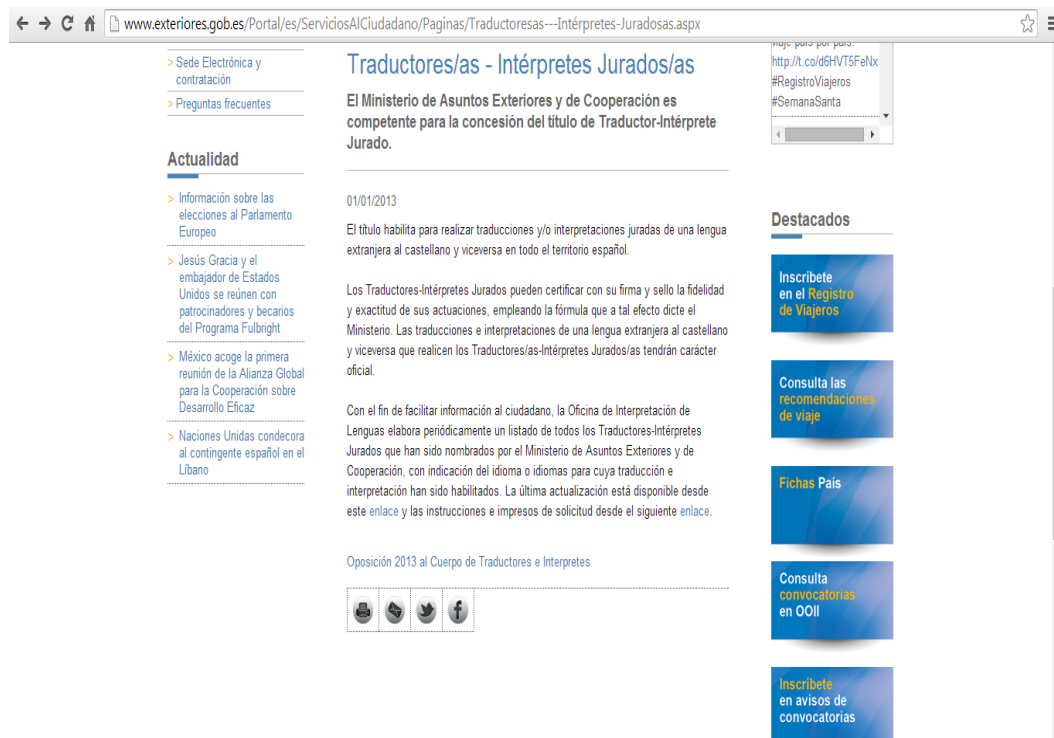 www.exteriores.gob.es/Portal/es/ServiciosAlCiudadano/Paginas/Traductoresas---Intérpretes-Juradosas.aspx
> Sede Electrónica y
contratación
> Preguntas frecuentes
Actualidad
> Información sobre las
elecciones al Parlamento
Europeo
> Jesús Gracia y el
embajador de Estados
Unidos se reúnen con
patrocinadores y becarios
del Programa Fulbright
> México acoge la primera
reunión de la Alianza Global
para la Cooperación sobre
Desarrollo Eficaz
> Naciones Unidas condecora
al contingente español en el
Líbano
Traductores/as - Intérpretes Jurados/as
El Ministerio de Asuntos Exteriores y de Cooperación es
competente para la concesión del título de Traductor-Intérprete
Jurado.
01/01/2013
El título habilita para realizar traducciones y/o interpretaciones juradas de una lengua
extranjera al castellano y viceversa en todo el territorio español.
Los Traductores-Intérpretes Jurados pueden certificar con su firma y sello la fidelidad
y exactitud de sus actuaciones, empleando la fórmula que a tal efecto dicte el
Ministerio. Las traducciones e interpretaciones de una lengua extranjera al castellano
y viceversa que realicen los Traductores/as-Intérpretes Jurados/as tendrán carácter
oficial.
Con el fin de facilitar información al ciudadano, la Oficina de Interpretación de
Lenguas elabora periódicamente un listado de todos los Traductores-Intérpretes
Jurados que han sido nombrados por el Ministerio de Asuntos Exteriores y de
Cooperación, con indicación del idioma o idiomas para cuya traducción e
interpretación han sido habilitados. La última actualización está disponible desde
este enlace y las instrucciones e impresos de solicitud desde el siguiente enlace.
Oposición 2013 al Cuerpo de Traductores e Interpretes
viaje país por país:
http://t.co/d6HVT5FeNx
#RegistroViajeros
#SemanaSanta
Destacados
Inscríbete
en el Registro
de Viajeros
Consulta las
recomendaciones
de viaje
Fichas País
Consulta
convocatorias
en OOII
Inscríbete
en avisos de
convocatorias